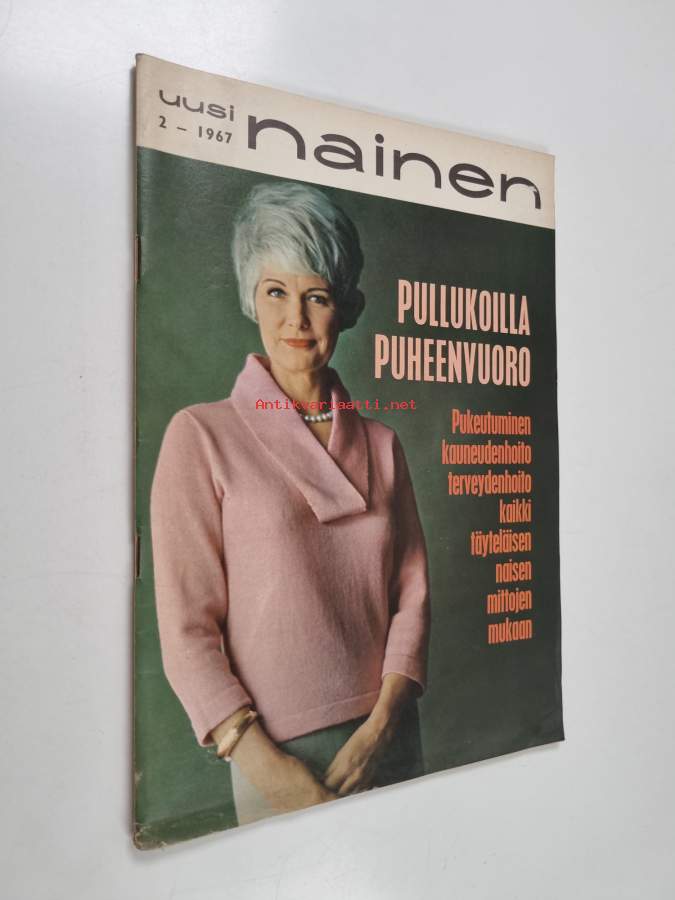 uusi
2 – 1967
nainen
PULLUKOILLA
PUHEENVUORO
Antikvariaatti.net
Pukeutuminen
kauneudenhoito
terveydenhoito
kaikki
täyteläisen
naisen
mittojen
mukaan